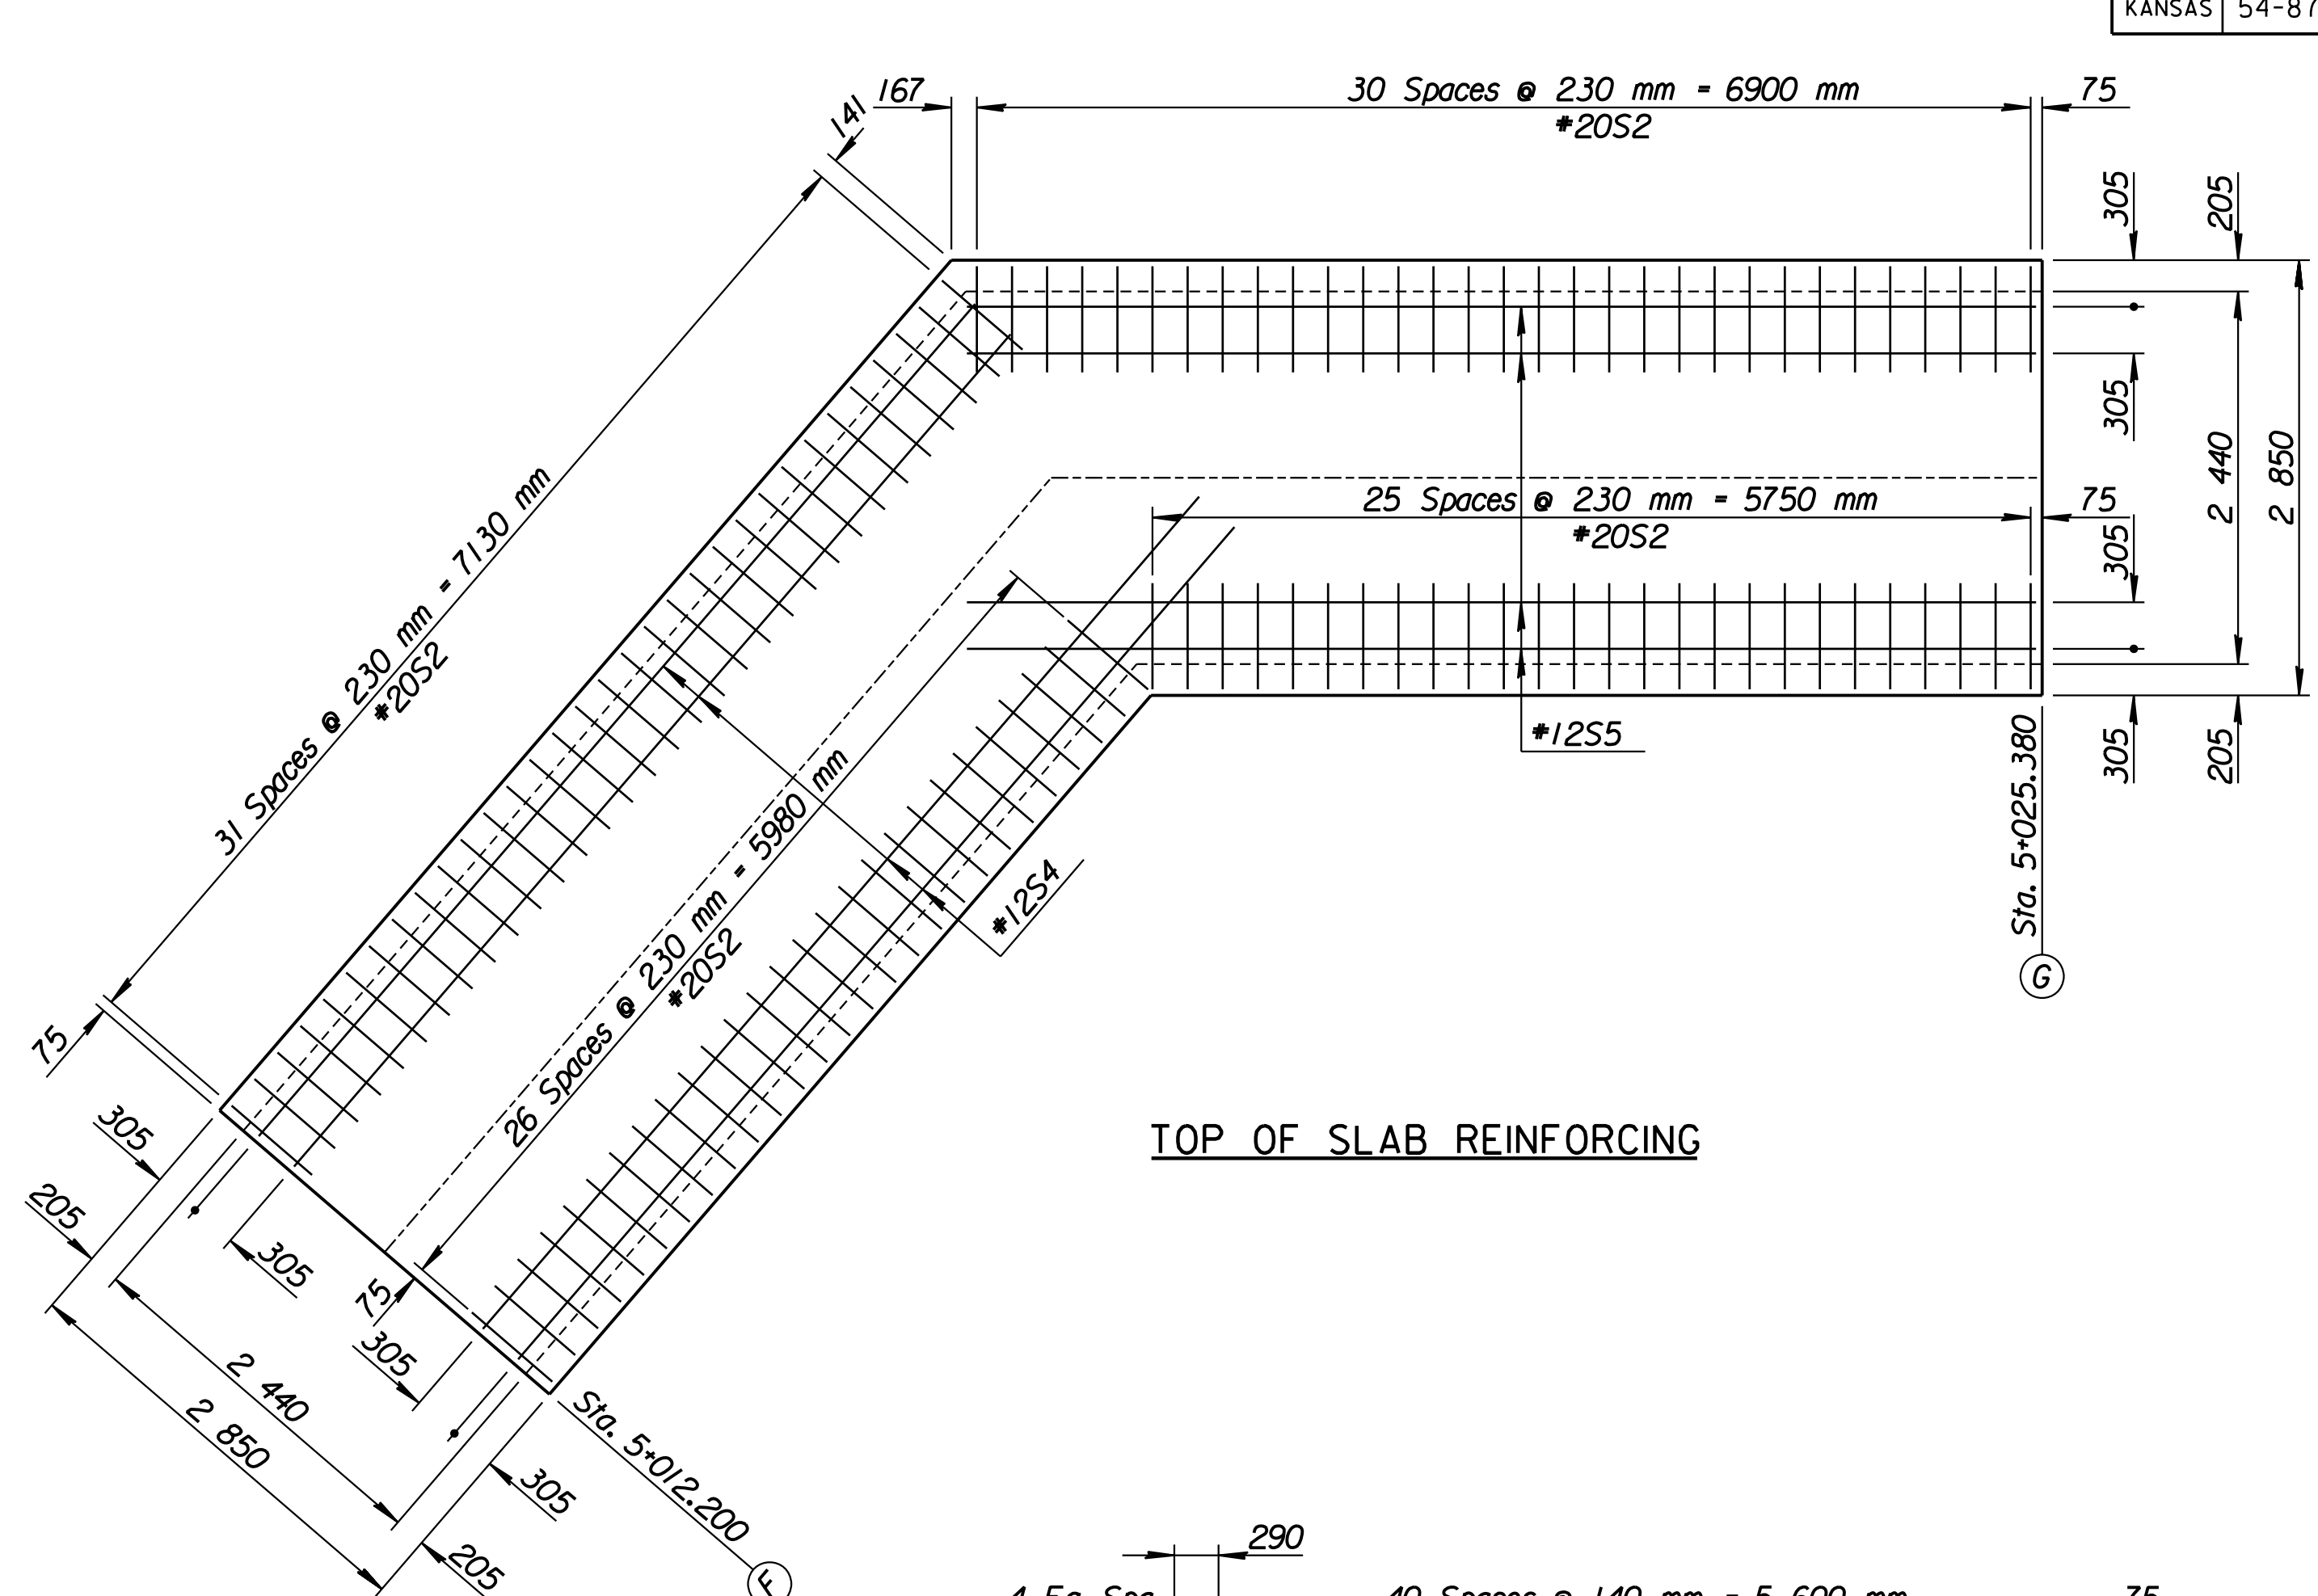 KANSAS 54-87
167
30 Spaces @ 230 mm = 6900 mm
75
#20S2
141
305
205
31 Spaces @ 230 mm = 7130 mm
#20S2
305
2 440
2 850
25 Spaces @ 230 mm = 5750 mm
75
#20S2
305
#12S5
305
205
Sta. 5+025.380
G
26 Spaces @ 230 mm = 5980 mm
#20S2
#12S4
75
305
205
305
75
305
2 440
2 850
305
205
Sta. 5+012.200
TOP OF SLAB REINFORCING
290